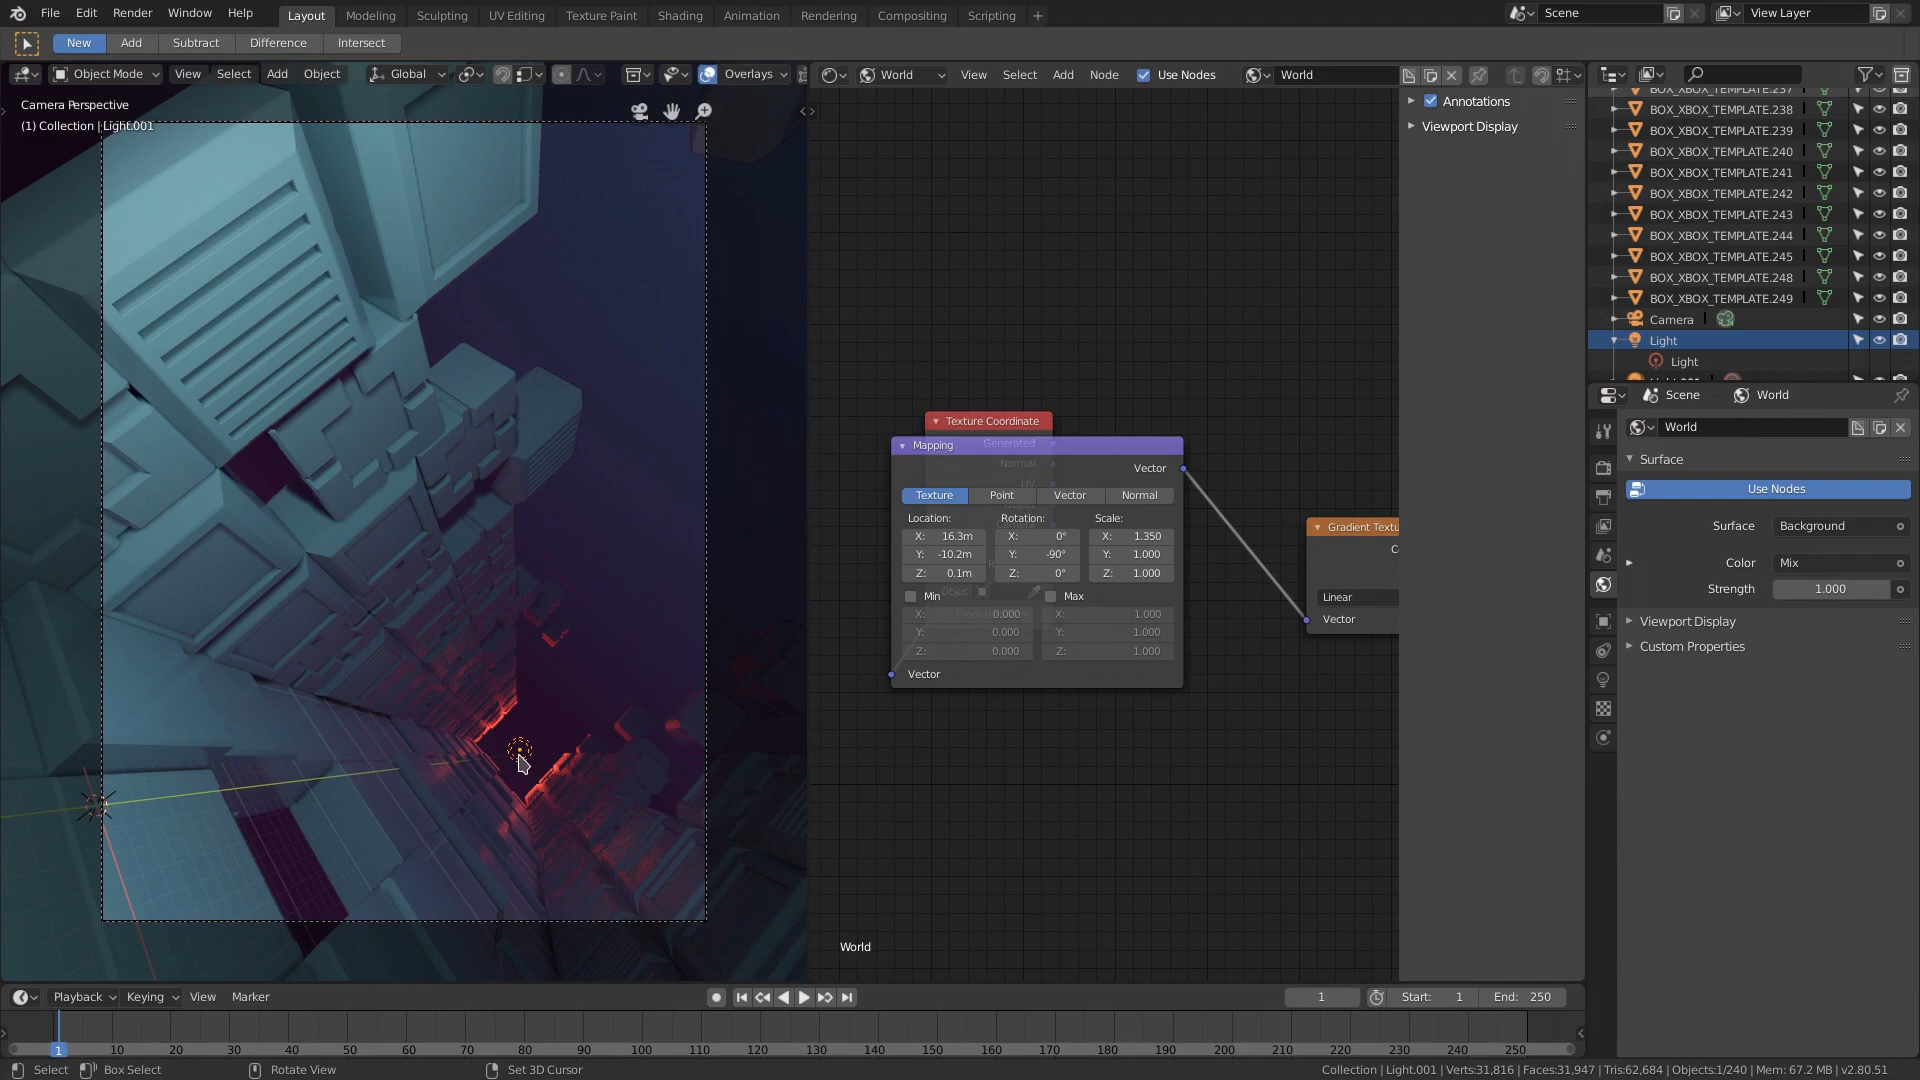 File Edit Render Window Help Layout Modeling Sculpting UV Editing Texture Paint Shading Animation Rendering Compositing Scripting + Scene View Layer
New Add Subtract Difference Intersect
Object Mode View Select Add Object Global Overlays
World View Select Add Node Use Nodes World
Camera Perspective
(1) Collection | Light.001
Annotations
Viewport Display
Texture Coordinate
Generated
Normal
Mapping
Vector
Texture Point Vector Normal
Location: Rotation: Scale:
X: 16.3m X: 0° X: 1.350
Y: -10.2m Y: -90° Y: 1.000
Z: 0.1m Z: 0° Z: 1.000
Min Max
X: 0.000 X: 1.000
Y: 0.000 Y: 1.000
Z: 0.000 Z: 1.000
Vector
Gradient Textu
C
Linear
Vector
World
BOX_XBOX_TEMPLATE.237
BOX_XBOX_TEMPLATE.238
BOX_XBOX_TEMPLATE.239
BOX_XBOX_TEMPLATE.240
BOX_XBOX_TEMPLATE.241
BOX_XBOX_TEMPLATE.242
BOX_XBOX_TEMPLATE.243
BOX_XBOX_TEMPLATE.244
BOX_XBOX_TEMPLATE.245
BOX_XBOX_TEMPLATE.248
BOX_XBOX_TEMPLATE.249
Camera
Light
Light
Scene World
World
Surface
Use Nodes
Surface Background
Color Mix
Strength 1.000
Viewport Display
Custom Properties
Playback Keying View Marker 1 Start: 1 End: 250
1 10 20 30 40 50 60 70 80 90 100 110 120 130 140 150 160 170 180 190 200 210 220 230 240 250
Select Box Select Rotate View Set 3D Cursor Collection | Light.001 | Verts:31,816 | Faces:31,947 | Tris:62,684 | Objects:1/240 | Mem: 67.2 MB | v2.80.51